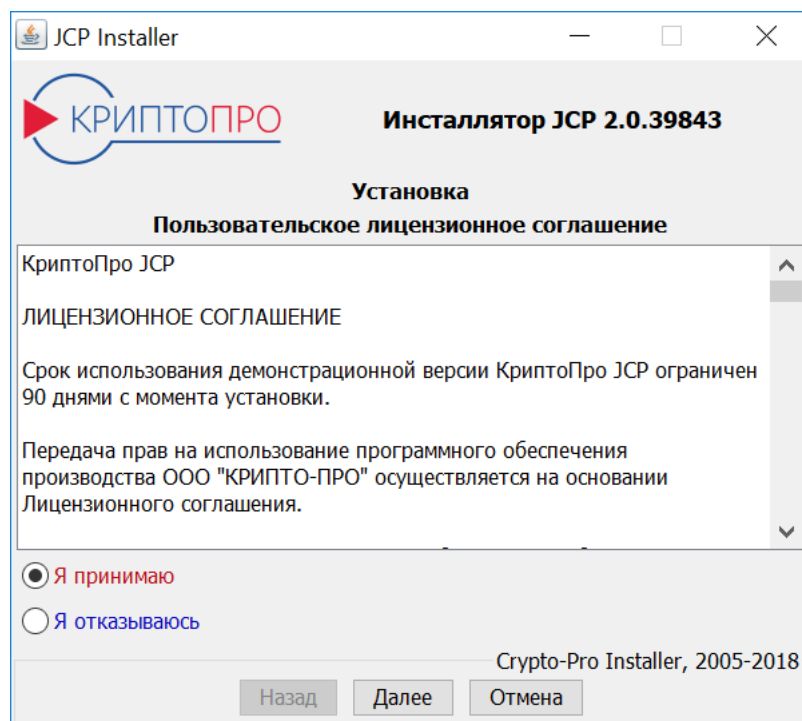 JCP Installer
КРИПТОПРО
Инсталлятор JCP 2.0.39843
Установка
Пользовательское лицензионное соглашение
КриптоПро JCP
ЛИЦЕНЗИОННОЕ СОГЛАШЕНИЕ
Срок использования демонстрационной версии КриптоПро JCP ограничен
90 днями с момента установки.
Передача прав на использование программного обеспечения
производства ООО "КРИПТО-ПРО" осуществляется на основании
Лицензионного соглашения.
Я принимаю
Я отказываюсь
Crypto-Pro Installer, 2005-2018
Назад Далее Отмена